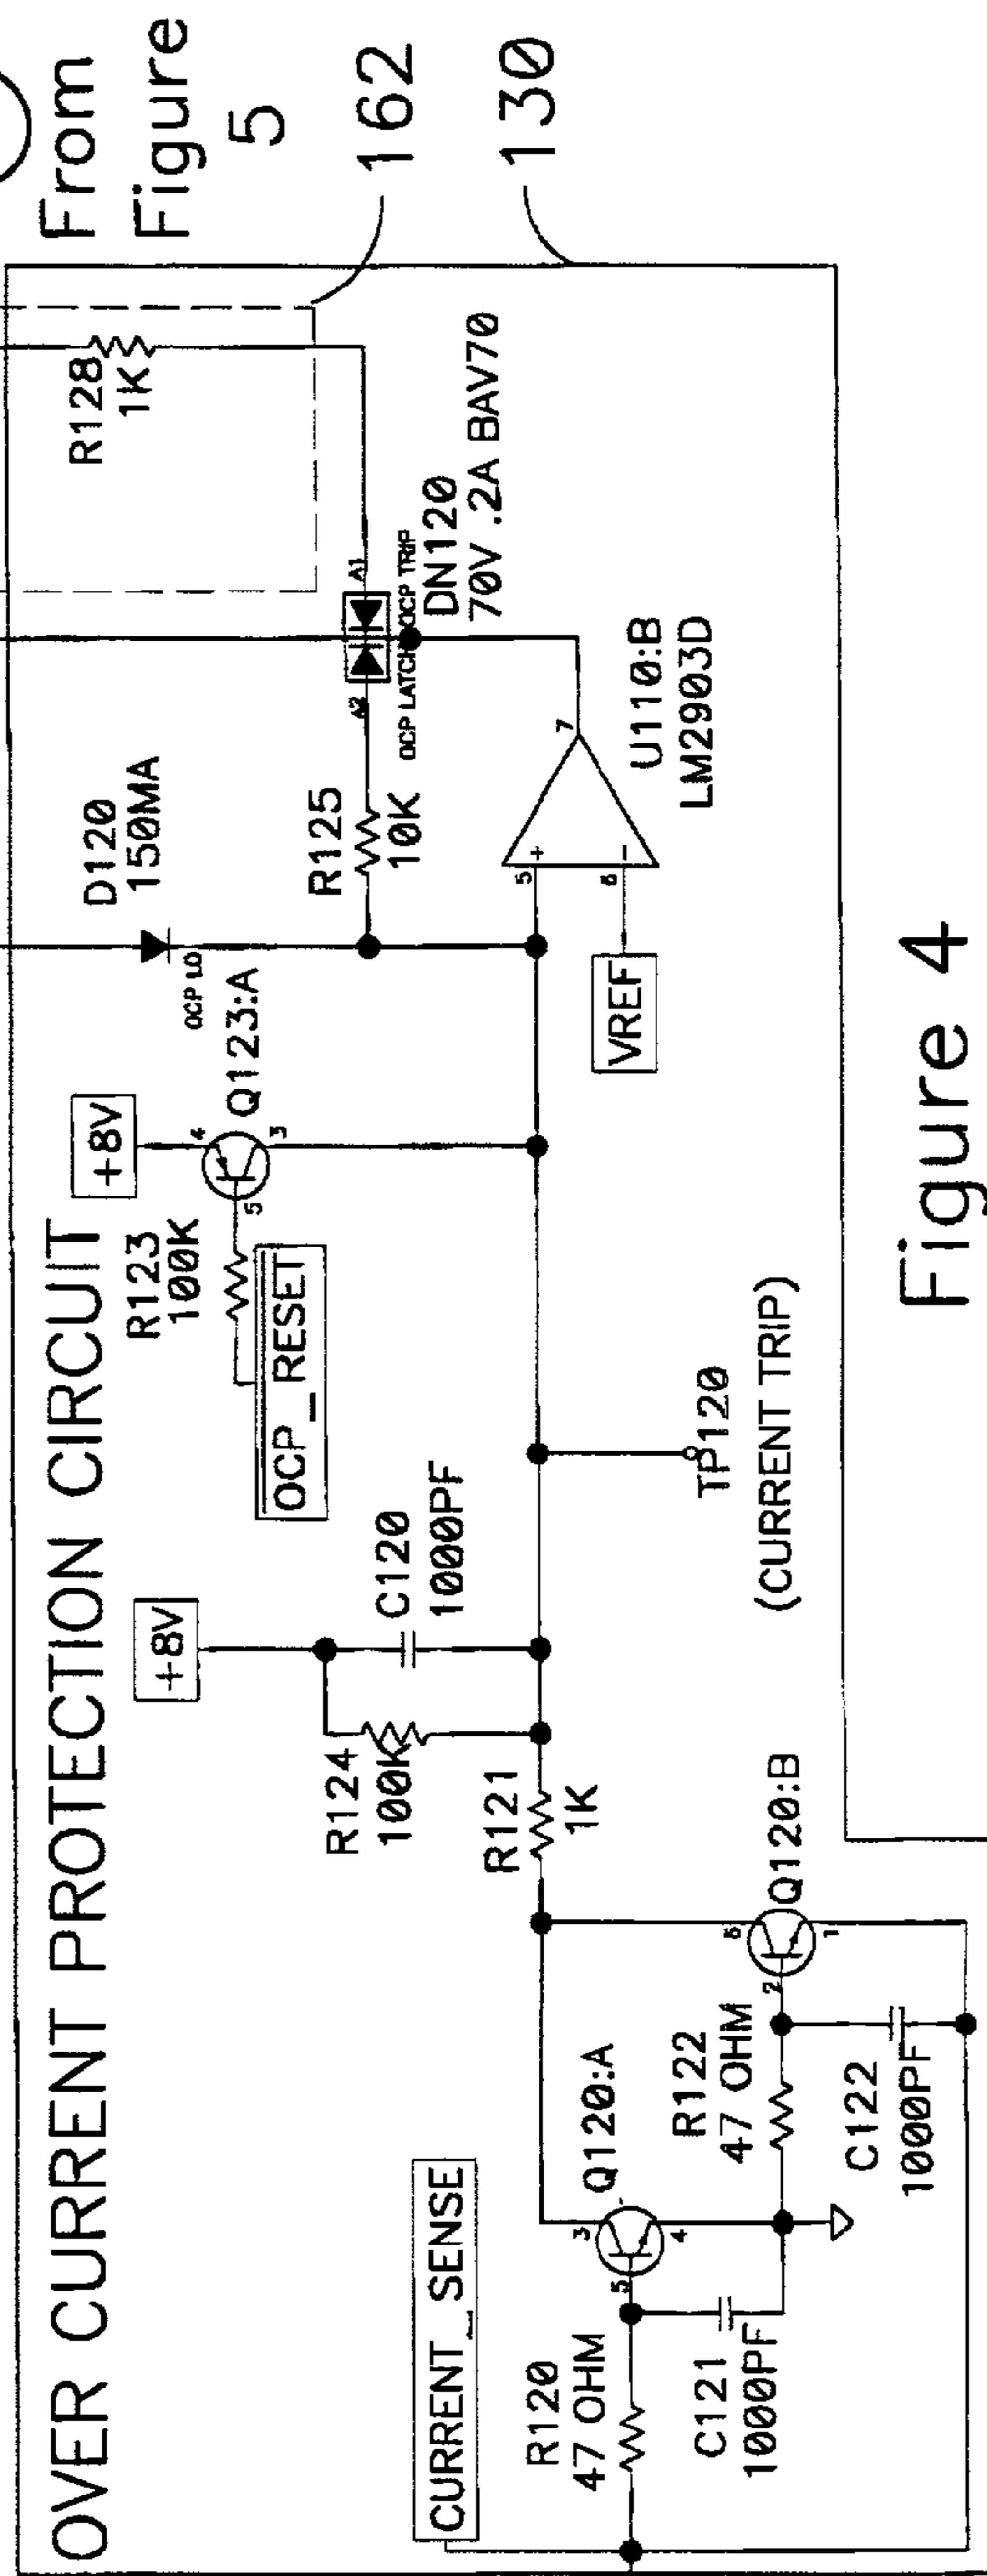 From
Figure
5
162
130
OVER CURRENT PROTECTION CIRCUIT
CURRENT_SENSE
R120
47 OHM
C121
1000PF
5
3
4
Q120:A
R122
47 OHM
C122
1000PF
2
6
1
Q120:B
R121
1K
R124
100K
+8V
C120
1000PF
TP120
(CURRENT TRIP)
OCP_RESET
R123
100K
+8V
5
4
3
Q123:A
OCP LO
D120
150MA
R125
10K
A2
A1
OCP LATCH
OCP TRIP
DN120
70V .2A BAV70
R128
1K
VREF
5
+
6
-
7
U110:B
LM2903D
Figure 4